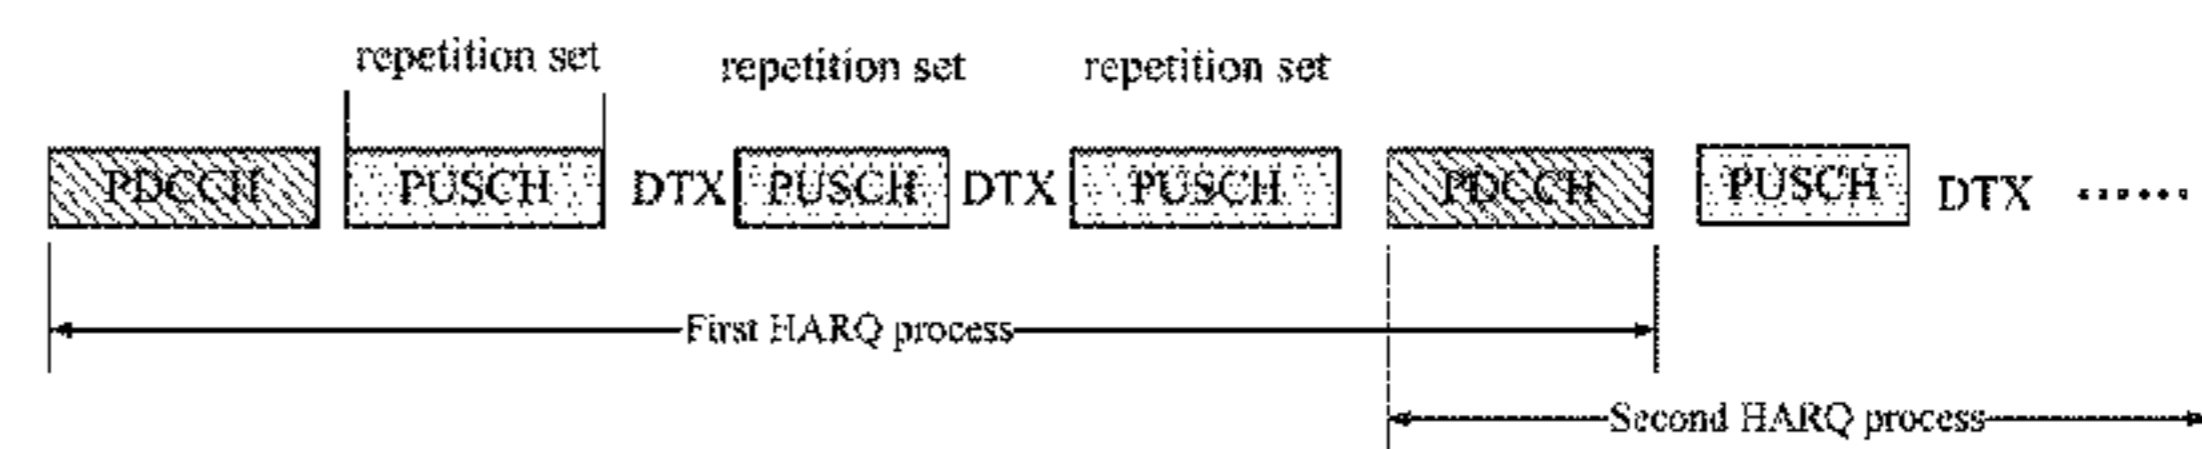 repetition set repetition set repetition set
PDCCH PUSCH DTX PUSCH DTX PUSCH PDCCH PUSCH DTX ......
First HARQ process
Second HARQ process